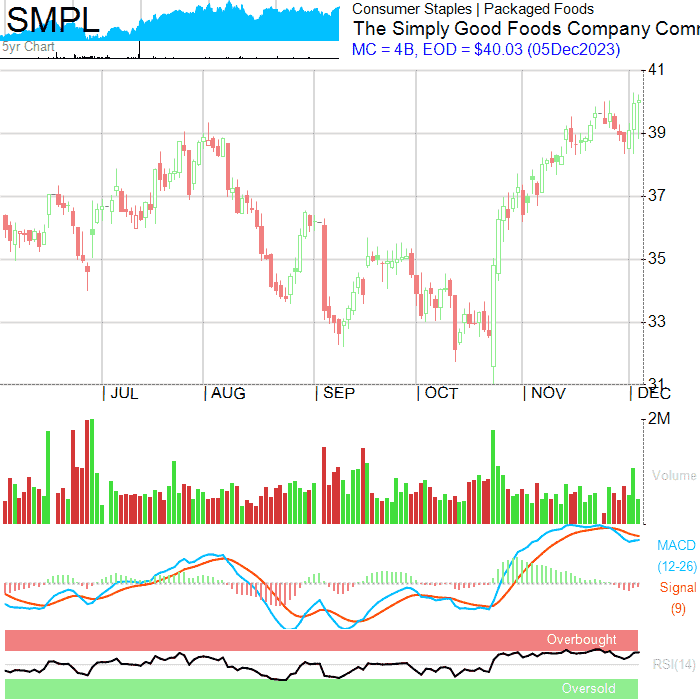 SMPL
5yr Chart
Consumer Staples | Packaged Foods
The Simply Good Foods Company Comm
MC = 4B, EOD = $40.03 (05Dec2023)
41
39
37
35
33
31
| JUL | AUG | SEP | OCT | NOV | DEC
2M
Volume
MACD
(12-26)
Signal
(9)
Overbought
RSI(14)
Oversold